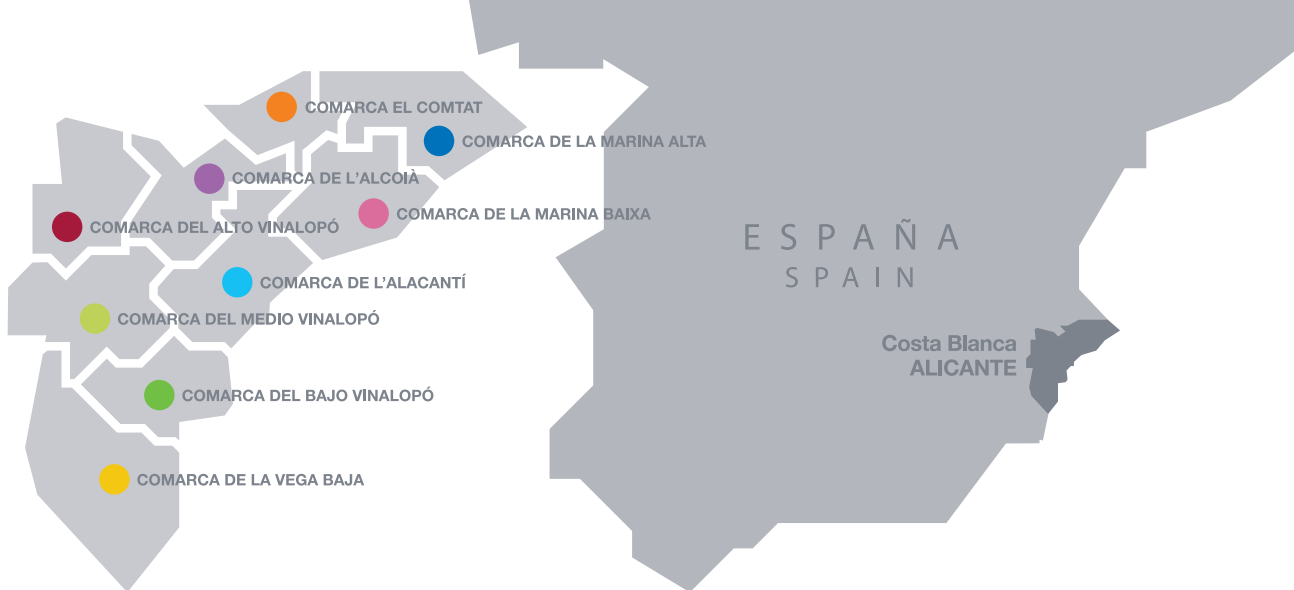 COMARCA EL COMTAT
COMARCA DE LA MARINA ALTA
COMARCA DE L’ALCOIÀ
COMARCA DE LA MARINA BAIXA
COMARCA DEL ALTO VINALOPÓ
COMARCA DE L’ALACANTÍ
COMARCA DEL MEDIO VINALOPÓ
COMARCA DEL BAJO VINALOPÓ
COMARCA DE LA VEGA BAJA
ESPAÑA
SPAIN
Costa Blanca
ALICANTE